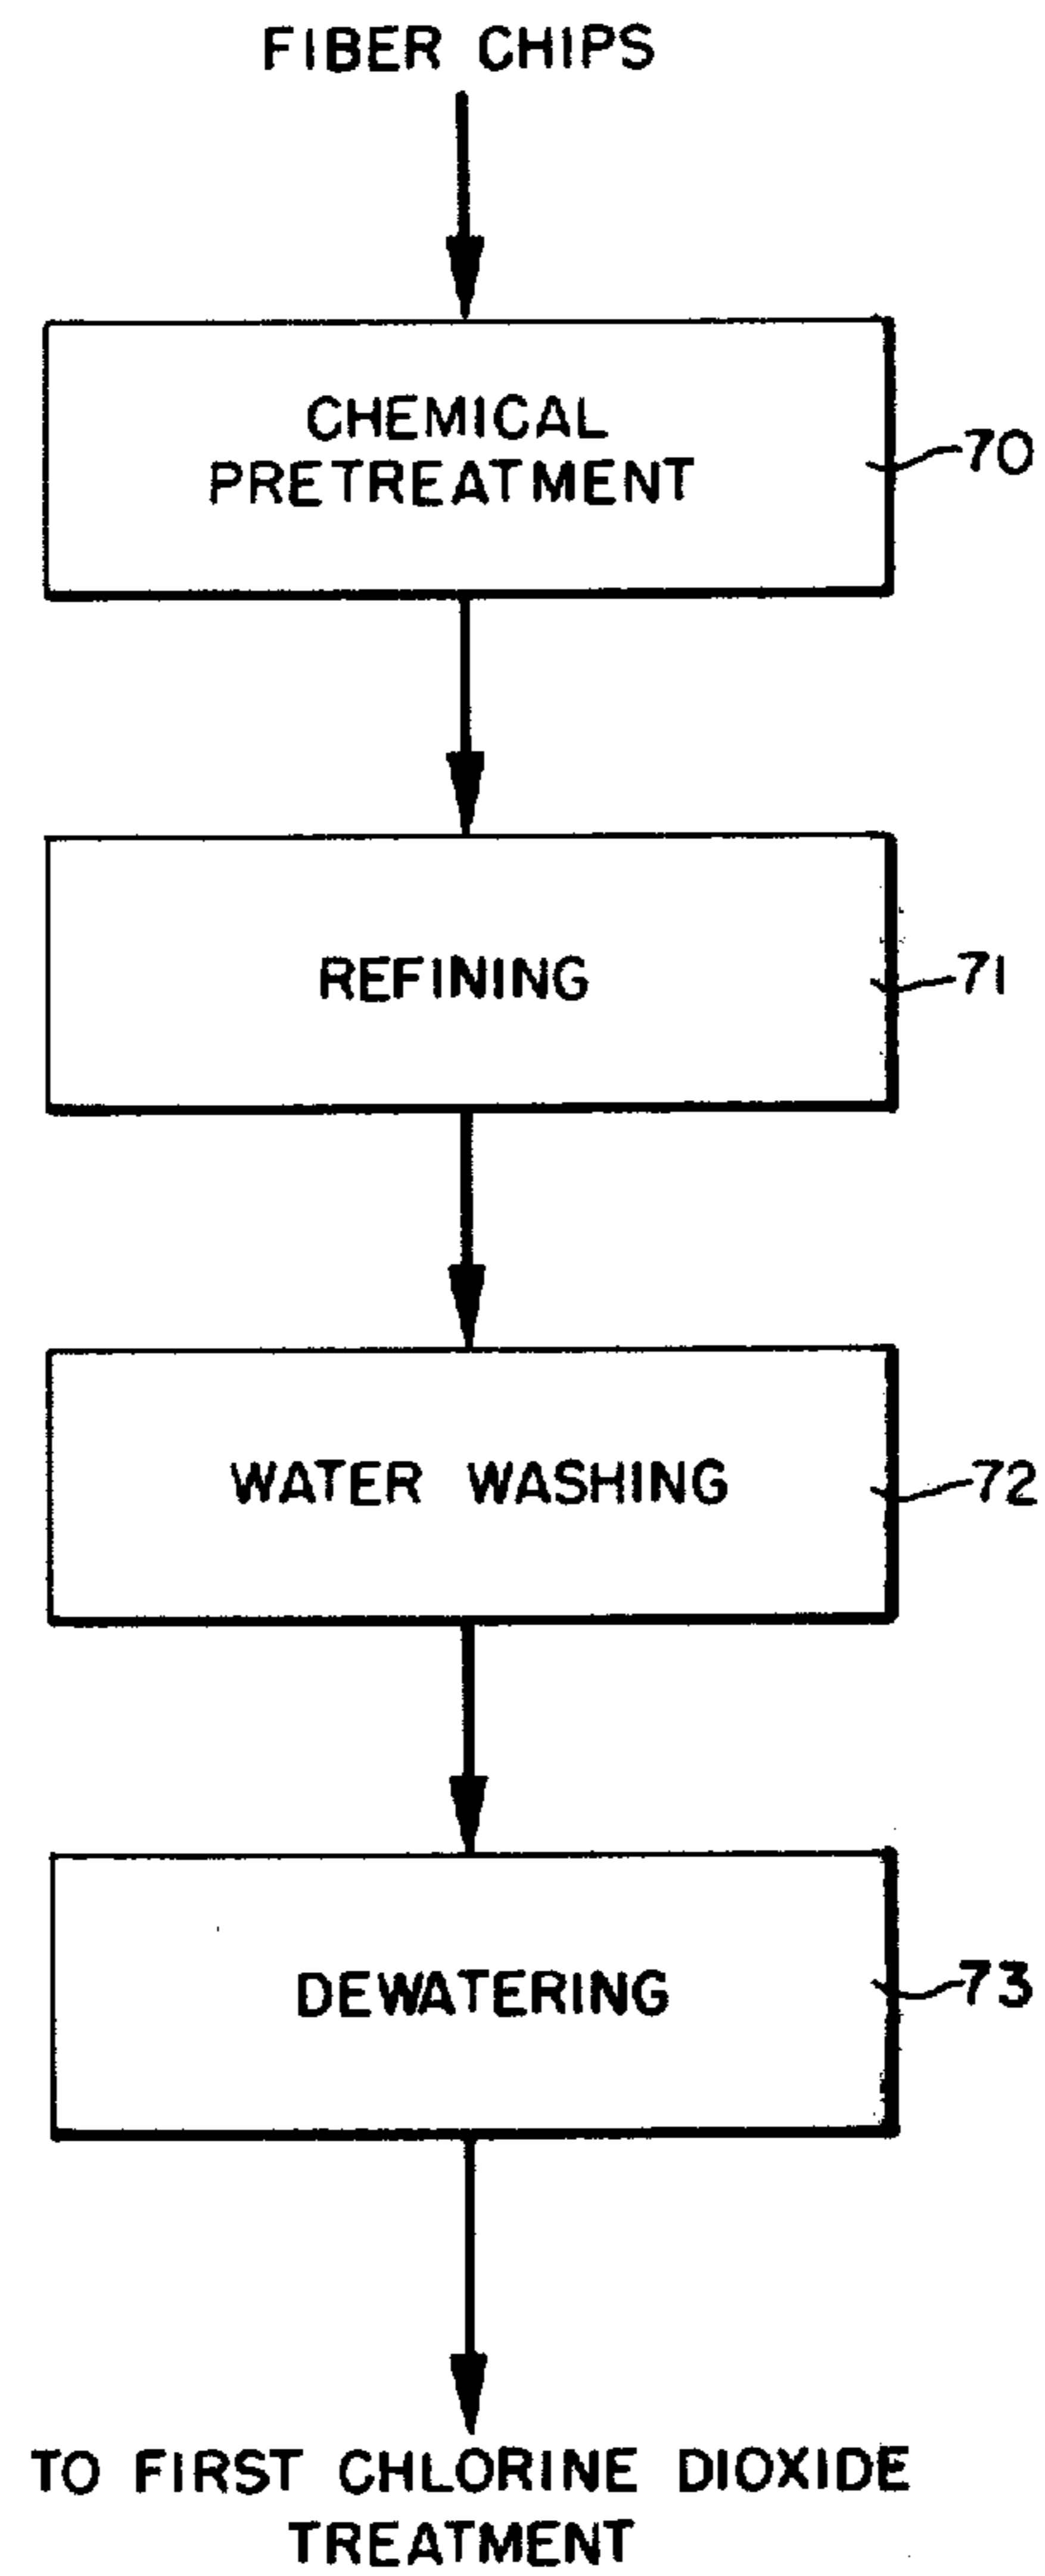 FIBER CHIPS
CHEMICAL
PRETREATMENT
70
REFINING
71
WATER WASHING
72
DEWATERING
73
TO FIRST CHLORINE DIOXIDE
TREATMENT